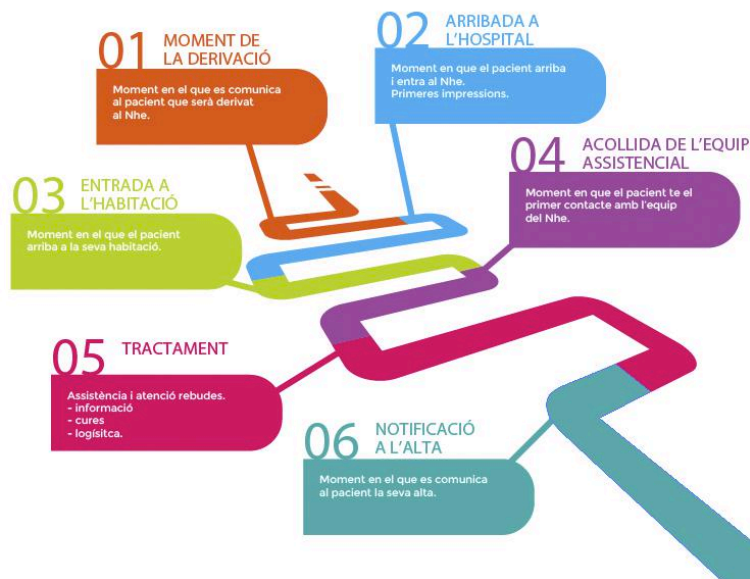 01 MOMENT DE
LA DERIVACIÓ
Moment en el que es comunica
al pacient que serà derivat
al Nhe.
02 ARRIBADA A
L'HOSPITAL
Moment en que el pacient arriba
i entra al Nhe.
Primeres impressions.
03 ENTRADA A
L'HABITACIÓ
Moment en el que el pacient
arriba a la seva habitació.
04 ACOLLIDA DE L'EQUIP
ASSISTENCIAL
Moment en que el pacient te el
primer contacte amb l'equip
del Nhe.
05 TRACTAMENT
Assistència i atenció rebudes.
- informació
- cures
- logísitca.
06 NOTIFICACIÓ
A L'ALTA
Moment en el que es comunica
al pacient la seva alta.